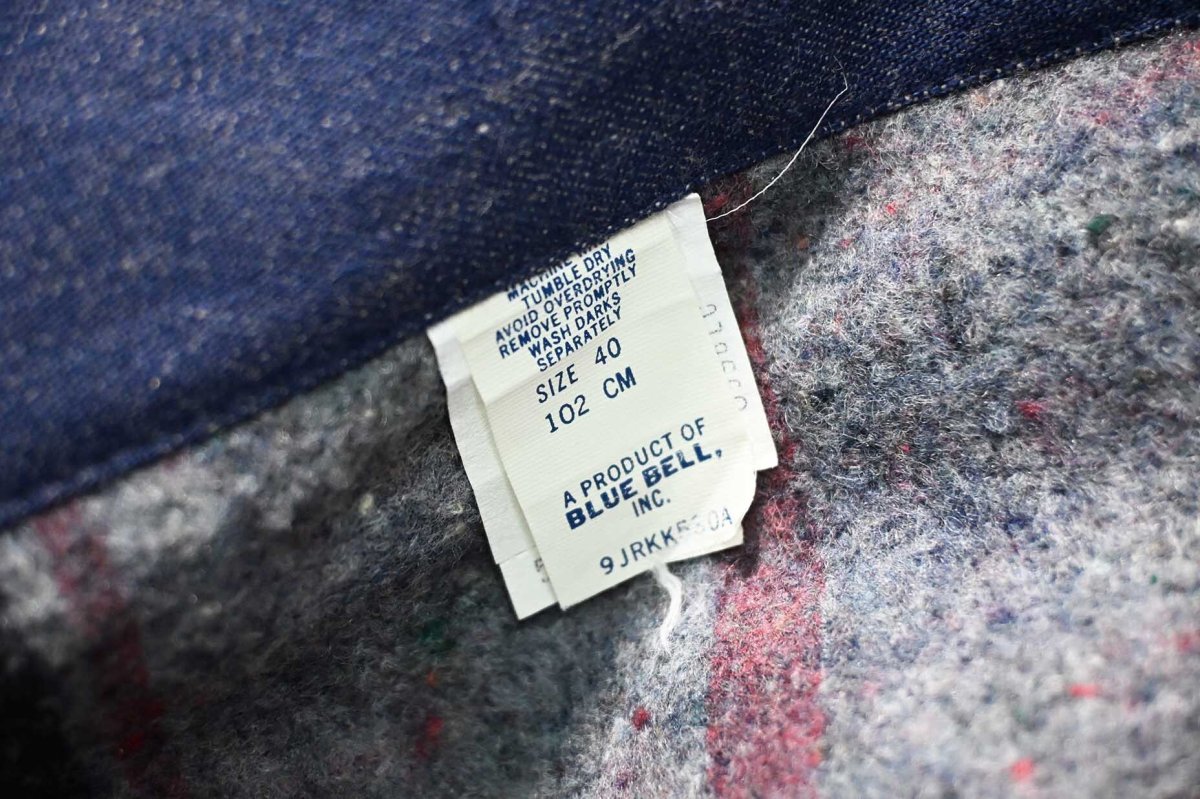 TUMBLE DRY
AVOID OVERDRYING
REMOVE PROMPTLY
WASH DARKS
SEPARATELY
SIZE 40
102 CM
A PRODUCT OF
BLUE BELL,
INC.